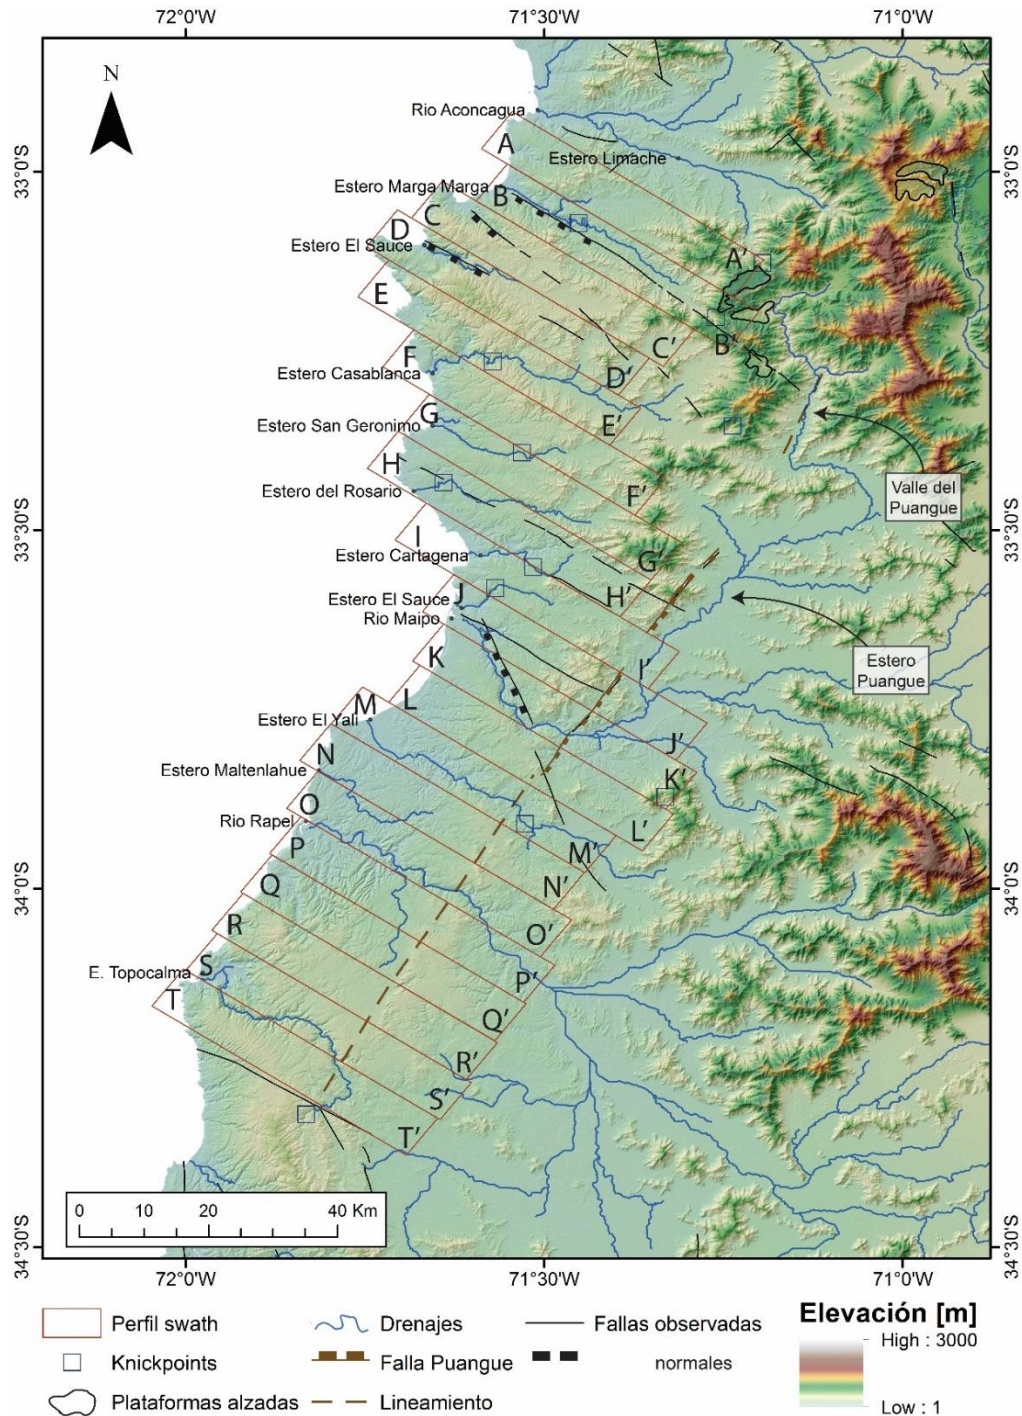 72°0'W 71°30'W 71°0'W
N
Rio Aconcagua
A
33°0'S
33°0'S
Estero Limache
Estero Marga Marga
B
C
D
Estero El Sauce
A'
E
C'
B'
F
D'
Estero Casablanca
G
E'
Estero San Geronimo
H
Estero del Rosario
F'
Valle del
Puangue
33°30'S
33°30'S
I
Estero Cartagena
G'
H'
Estero El Sauce
J
Rio Maipo
K
I'
Estero
Puangue
L
M
Estero El Yali
J'
N
Estero Maltenlahue
K'
O
Rio Rapel
L'
P
M'
34°0'S
34°0'S
Q
N'
R
O'
E. Topocalma
S
P'
T
Q'
R'
S'
T'
0 10 20 40 Km
34°30'S
34°30'S
72°0'W 71°30'W 71°0'W
Perfil swath
Drenajes
Fallas observadas
Knickpoints
Falla Puangue
normales
Plataformas alzadas
Lineamiento
Elevación [m]
High : 3000
Low : 1